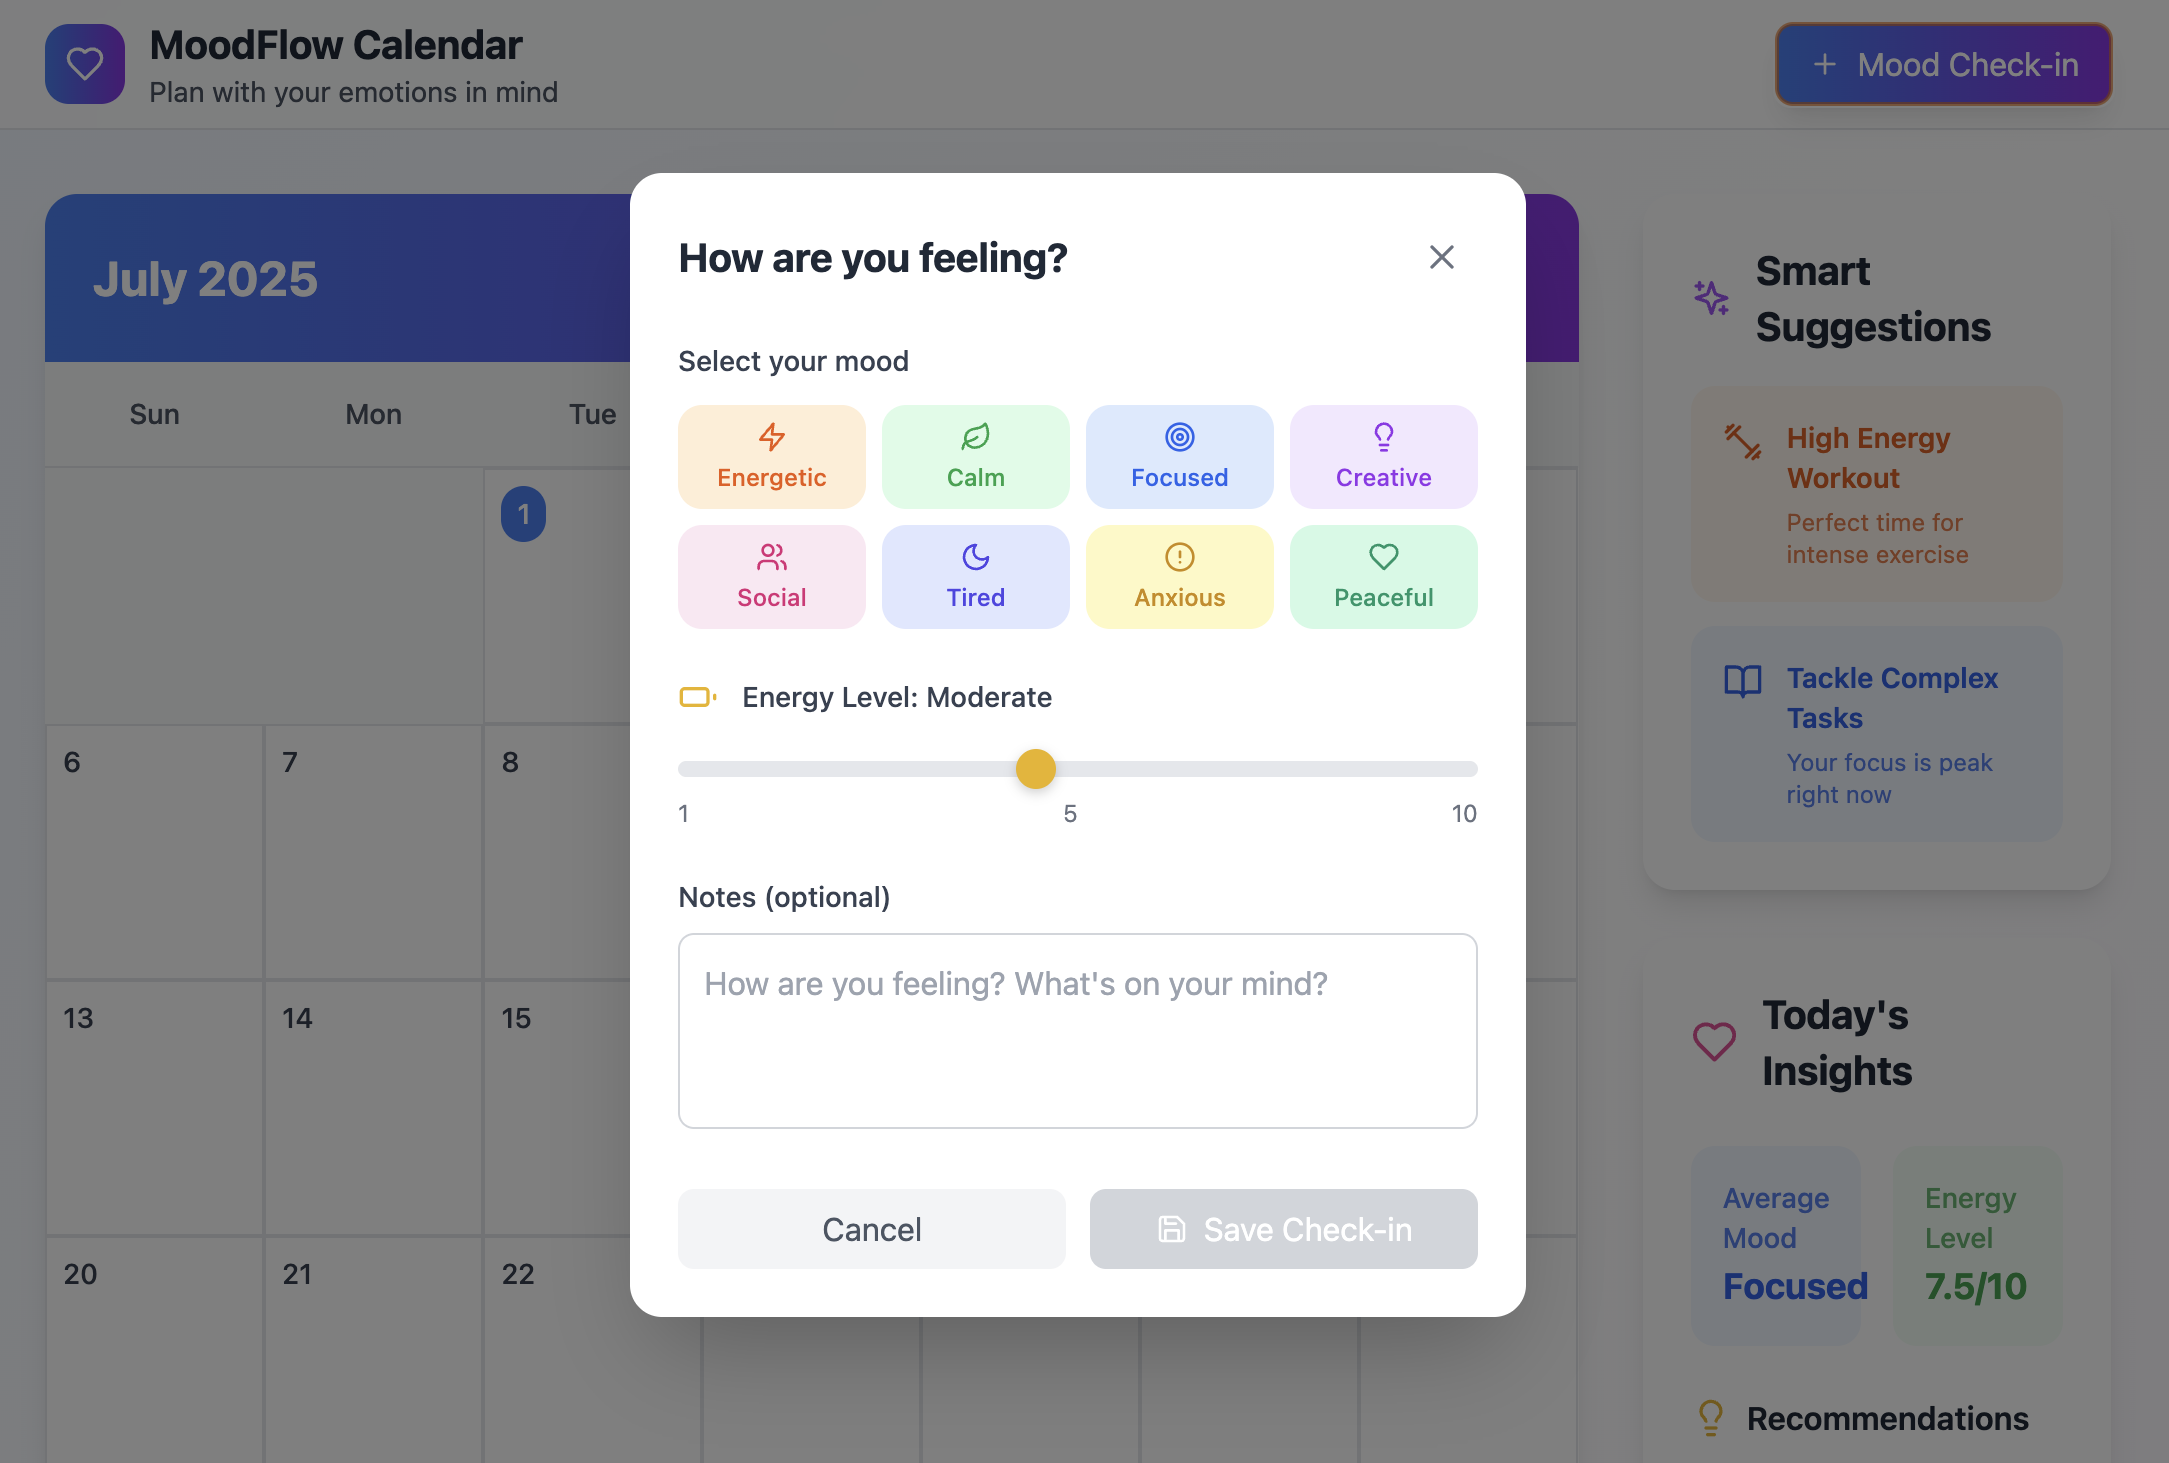 MoodFlow Calendar
Plan with your emotions in mind
Mood Check-in
July 2025
Sun Mon Tue
1
6 7 8
13 14 15
20 21 22
How are you feeling?
Select your mood
Energetic Calm Focused Creative
Social Tired Anxious Peaceful
Energy Level: Moderate
1 5 10
Notes (optional)
How are you feeling? What's on your mind?
Cancel Save Check-in
Smart
Suggestions
High Energy
Workout
Perfect time for
intense exercise
Tackle Complex
Tasks
Your focus is peak
right now
Today's
Insights
Average
Mood
Focused
Energy
Level
7.5/10
Recommendations